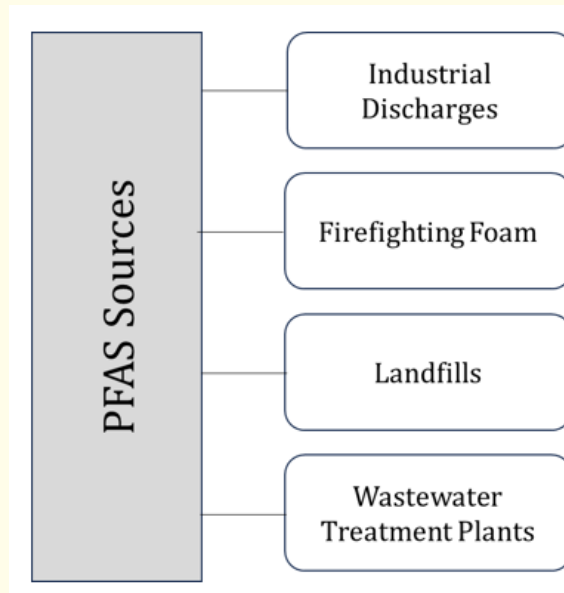 PFAS Sources
Industrial
Discharges
Firefighting Foam
Landfills
Wastewater
Treatment Plants